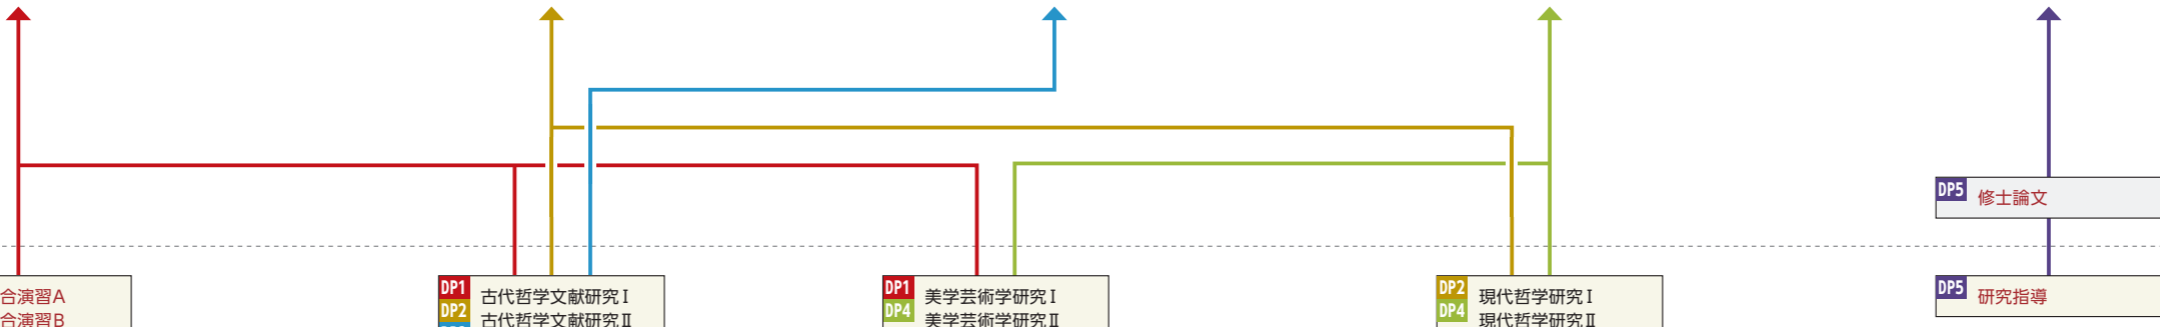 DP5 修士論文
合演習A
合演習B
DP1 古代哲学文献研究Ⅰ
DP2 古代哲学文献研究Ⅱ
DP1 美学芸術学研究Ⅰ
DP4 美学芸術学研究Ⅱ
DP2 現代哲学研究Ⅰ
DP4 現代哲学研究Ⅱ
DP5 研究指導